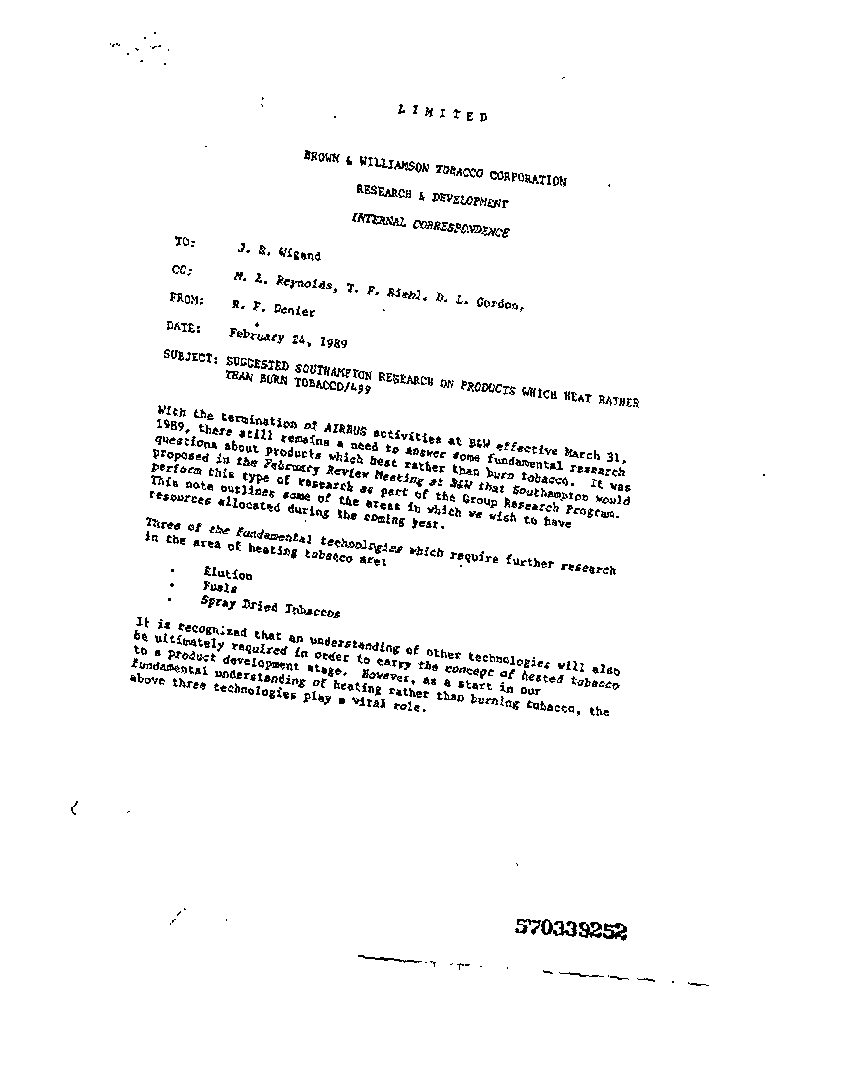 LIMITED
BROWN & WILLIAMSON TOBACCO CORPORATION
RESEARCH & DEVELOPMENT
INTERNAL CORRESPONDENCE
TO: J. S. Wigand
CC: M. L. Reynolds, T. F. Riehl, D. L. Gordon,
FROM: R. F. Denier
DATE: February 24, 1989
SUBJECT: SUGGESTED SOUTHAMPTON RESEARCH ON PRODUCTS WHICH HEAT RATHER
THAN BURN TOBACCO/499
With the termination of AIRBUS activities at B&W effective March 31,
1989, there still remains a need to answer some fundamental research
questions about products which heat rather than burn tobacco. It was
proposed in the February Review Meeting at B&W that Southampton would
perform this type of research as part of the Group Research Program.
This note outlines some of the areas in which we wish to have
resources allocated during the coming year.
Three of the fundamental technologies which require further research
in the area of heating tobacco are:
• Elution
• Fuels
• Spray Dried Tobaccos
It is recognized that an understanding of other technologies will also
be ultimately required in order to carry the concept of heated tobacco
to a product development stage. However, as a start in our
fundamental understanding of heating rather than burning tobacco, the
above three technologies play a vital role.
570339252